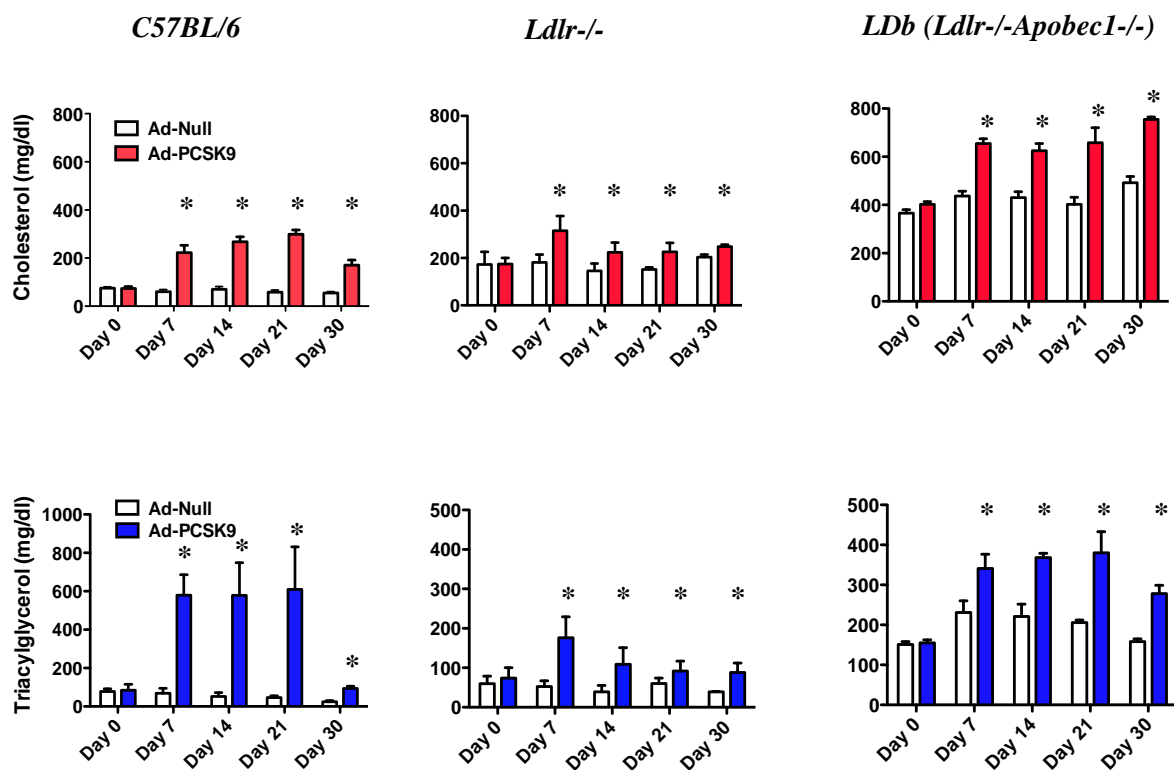 C57BL/6
Ldlr-/-
LDb (Ldlr-/-Apobec1-/-)
Cholesterol (mg/dl)
800
600
400
200
0
Ad-Null
Ad-PCSK9
* * * *
Day 0 Day 7 Day 14 Day 21 Day 30
800
600
400
200
0
* * * *
Day 0 Day 7 Day 14 Day 21 Day 30
800
600
400
200
0
* * * *
Day 0 Day 7 Day 14 Day 21 Day 30
Triacylglycerol (mg/dl)
1000
800
600
400
200
0
Ad-Null
Ad-PCSK9
* * * *
Day 0 Day 7 Day 14 Day 21 Day 30
500
400
300
200
100
0
* * * *
Day 0 Day 7 Day 14 Day 21 Day 30
500
400
300
200
100
0
* * * *
Day 0 Day 7 Day 14 Day 21 Day 30